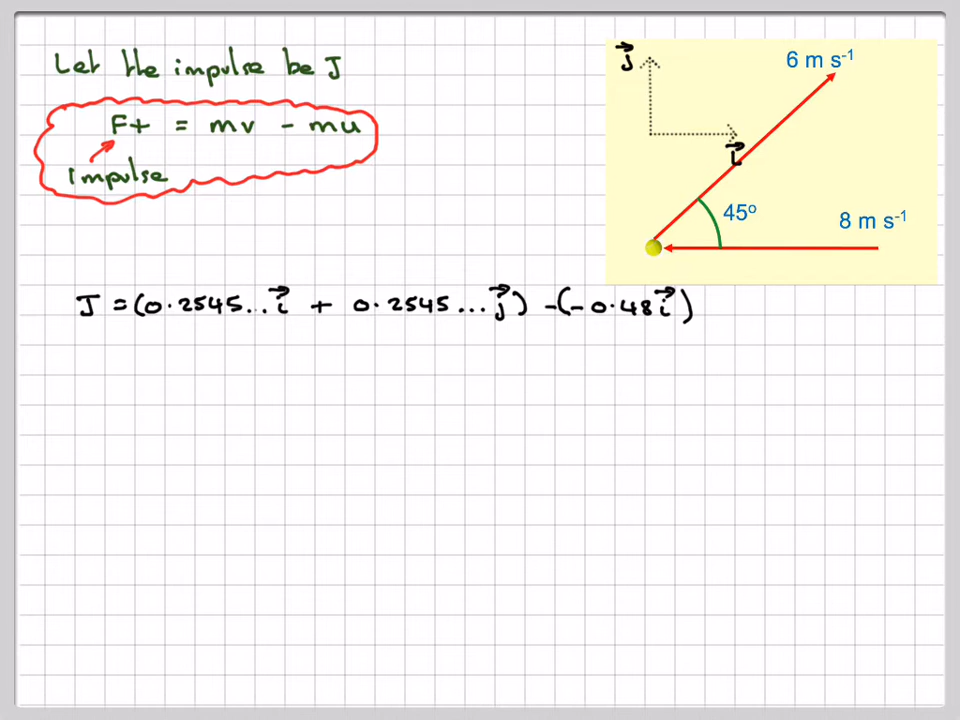 Let the impulse be J
Ft = mv - mu
impulse
j⃗
i⃗
6 m s⁻¹
45º
8 m s⁻¹
J = (0.2545... i⃗ + 0.2545... j⃗) - (-0.48 i⃗)